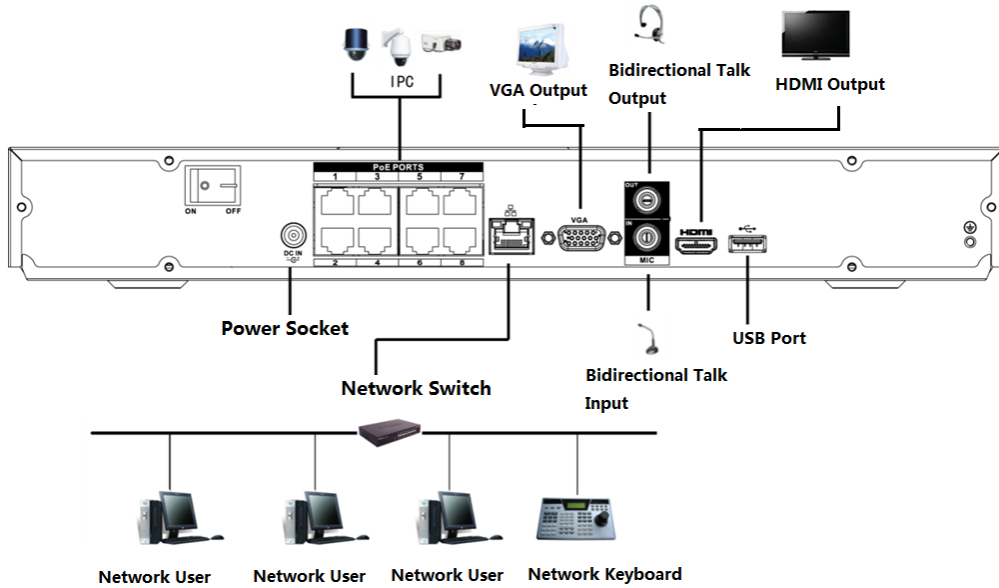 IPC
VGA Output
Bidirectional Talk
Output
HDMI Output
PoE PORTS
1 3 5 7
ON OFF
DC IN
2 4 6 8
VGA
OUT
IN
MIC
HDMI
Power Socket
Network Switch
Bidirectional Talk
Input
USB Port
Network User
Network User
Network User
Network Keyboard